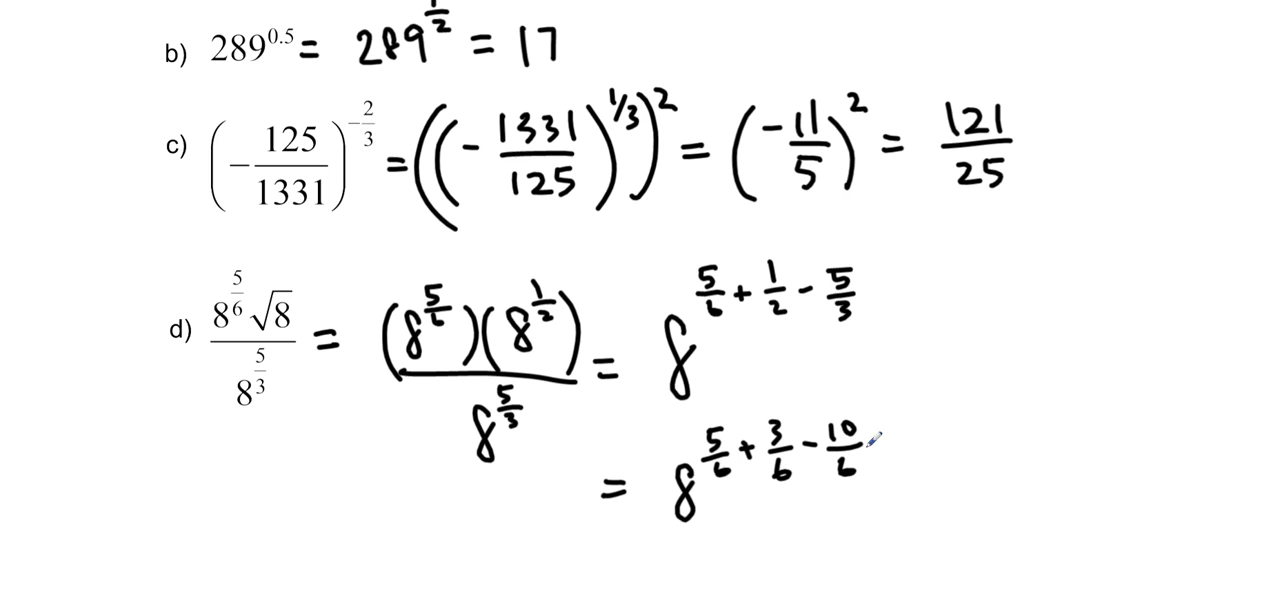 b) 289^0.5 = 289^(1/2) = 17
c) (-125/1331)^(-2/3) = ((-1331/125)^(1/3))^2 = (-11/5)^2 = 121/25
d) (8^(5/6) √8)/(8^(5/3)) = ((8^(5/6))(8^(1/2)))/(8^(5/3)) = 8^(5/6 + 1/2 - 5/3)
= 8^(5/6 + 3/6 - 10/6)